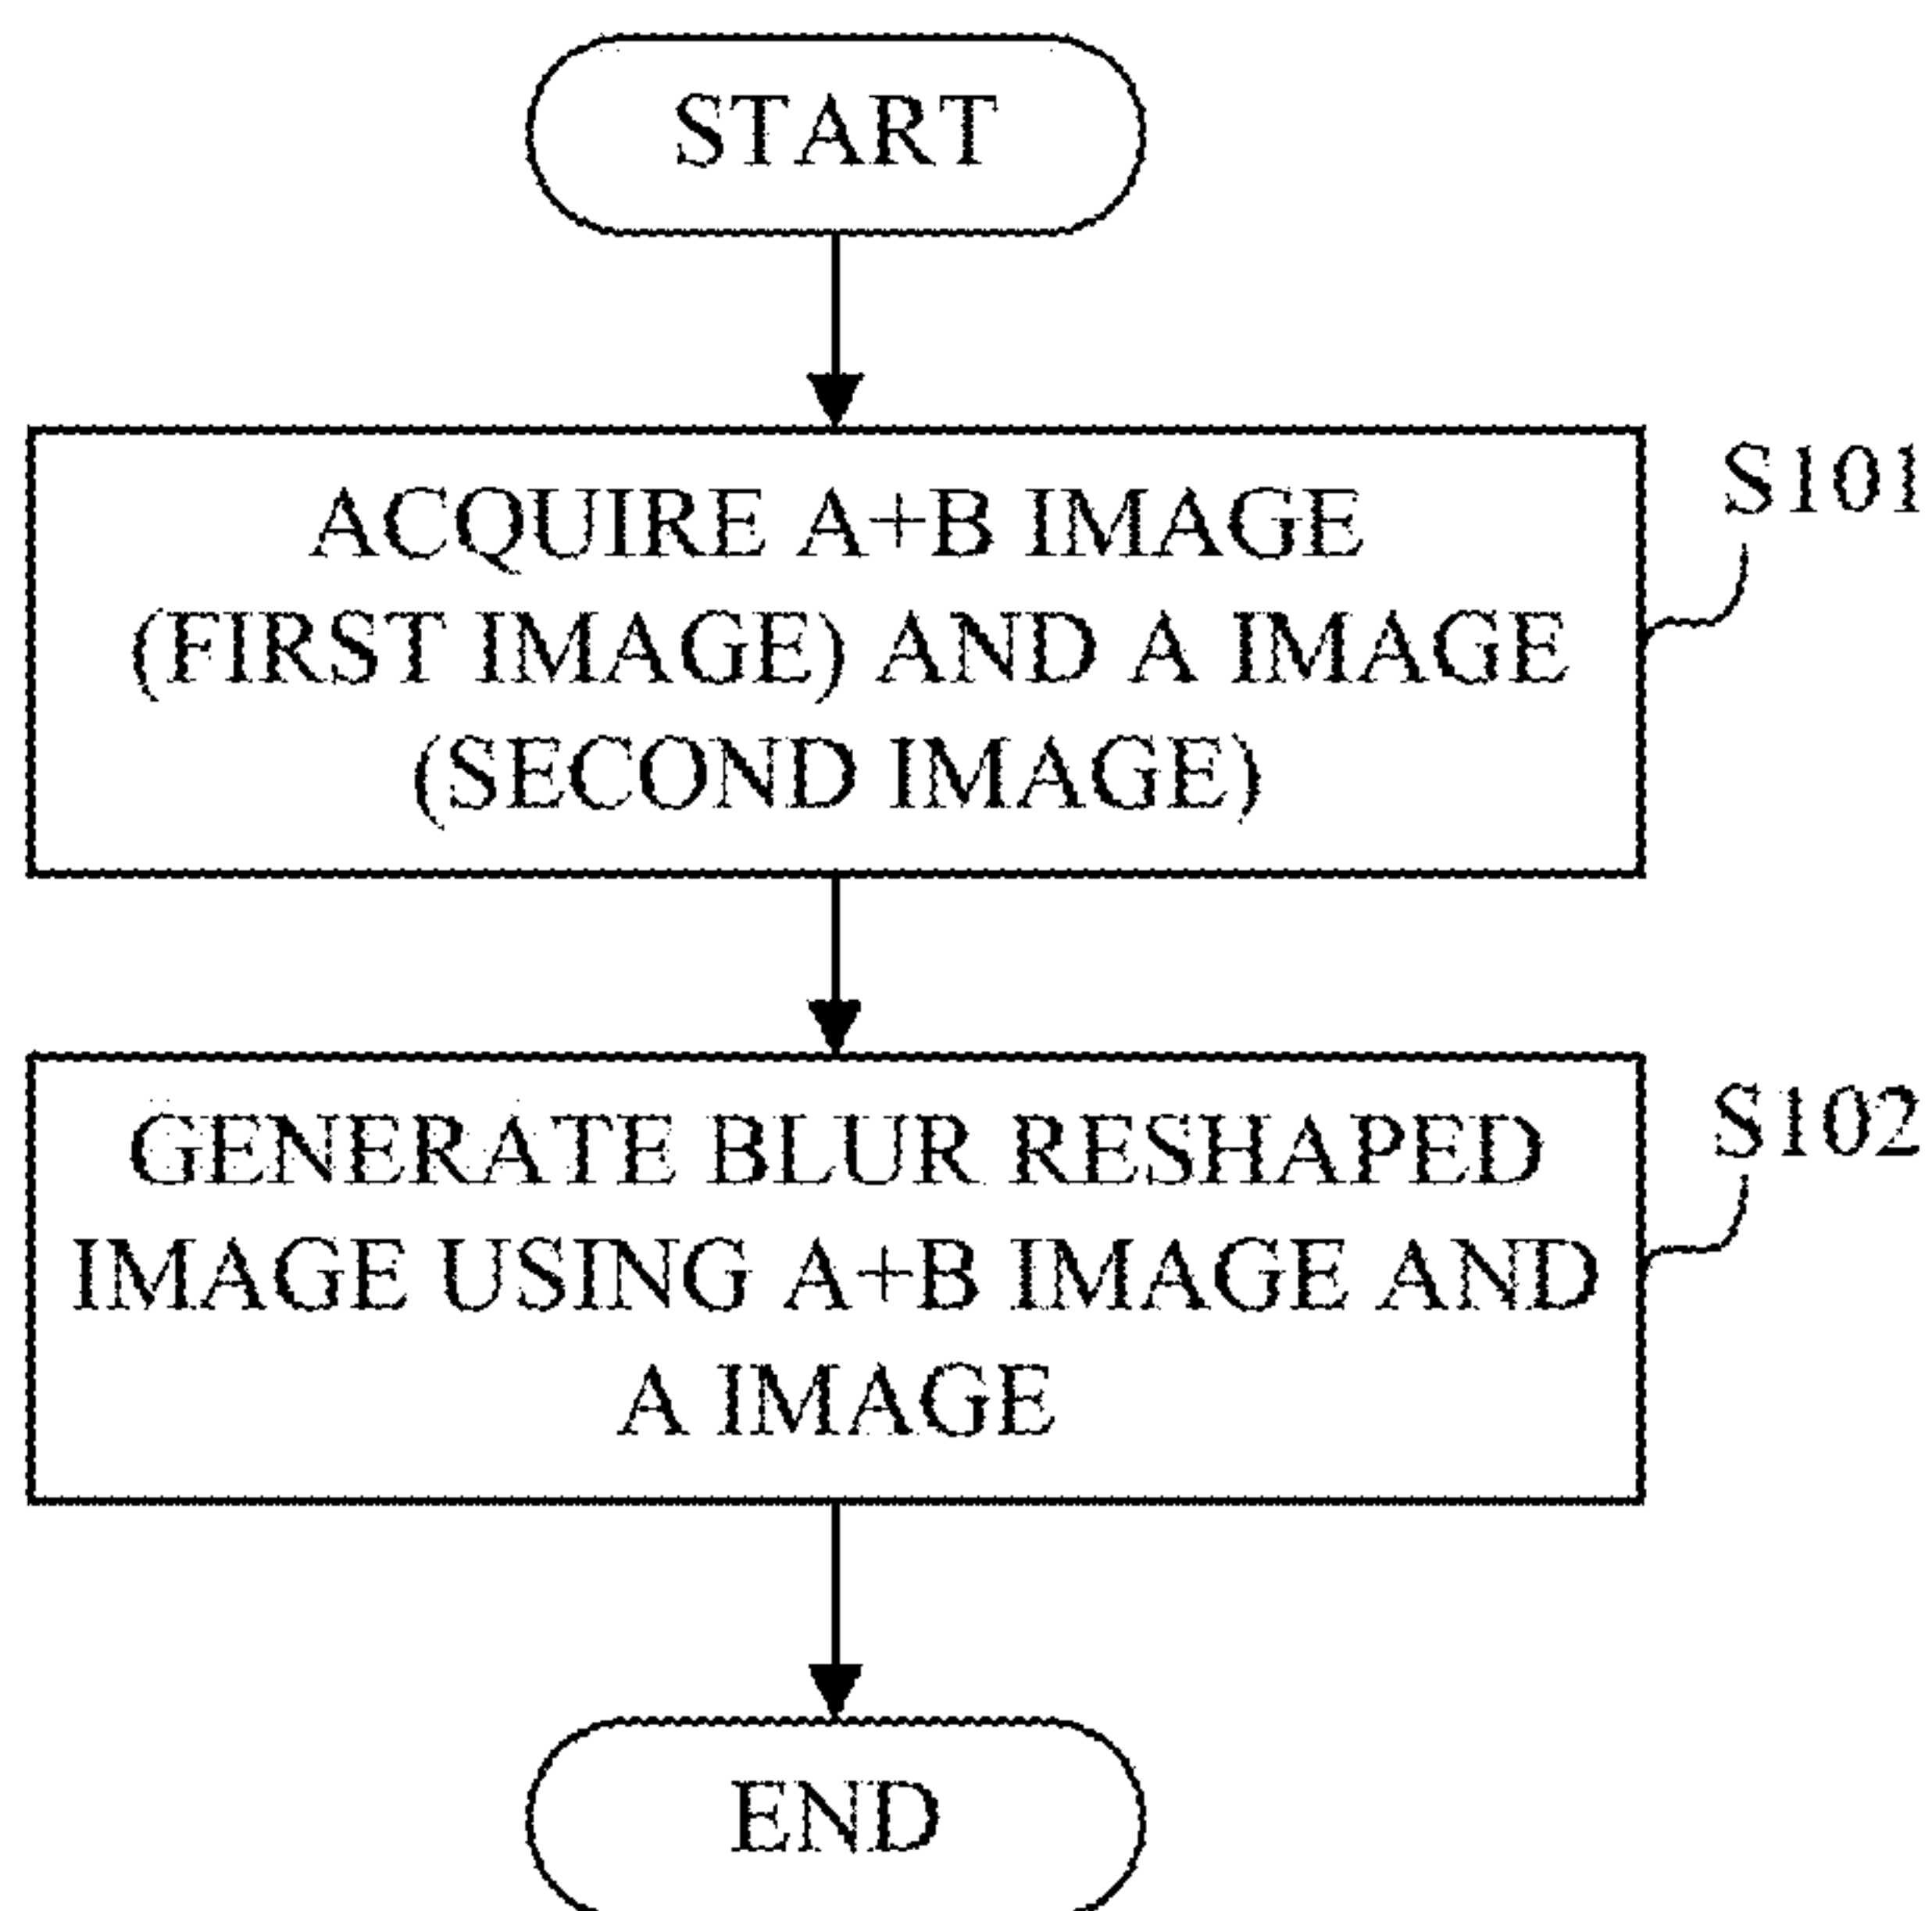 START
S101
ACQUIRE A+B IMAGE
(FIRST IMAGE) AND A IMAGE
(SECOND IMAGE)
S102
GENERATE BLUR RESHAPED
IMAGE USING A+B IMAGE AND
A IMAGE
END